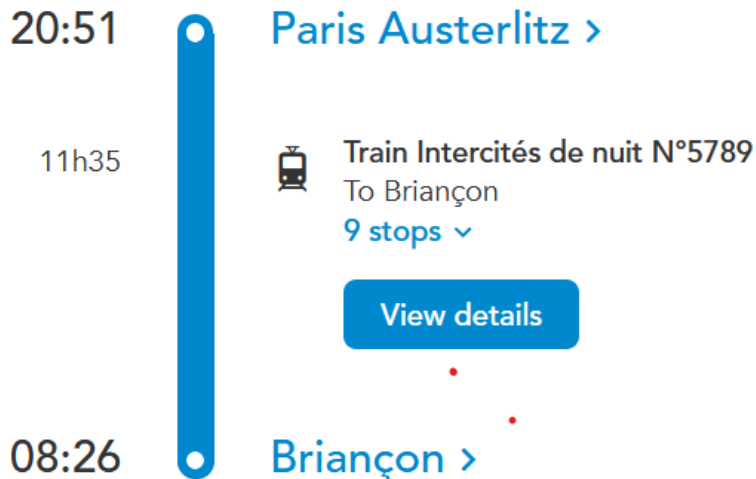 20:51 Paris Austerlitz >
11h35 Train Intercités de nuit N°5789
To Briançon
9 stops
View details
08:26 Briançon >